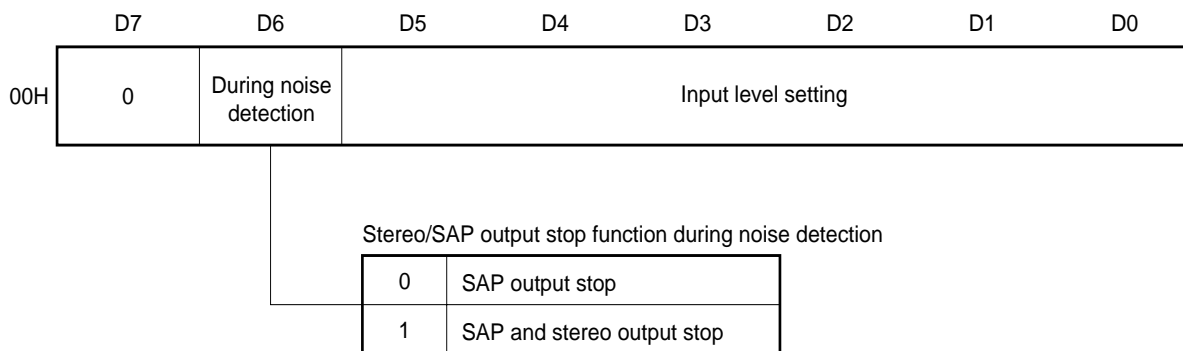 D7 D6 D5 D4 D3 D2 D1 D0
00H 0 During noise detection Input level setting
Stereo/SAP output stop function during noise detection
0 SAP output stop
1 SAP and stereo output stop